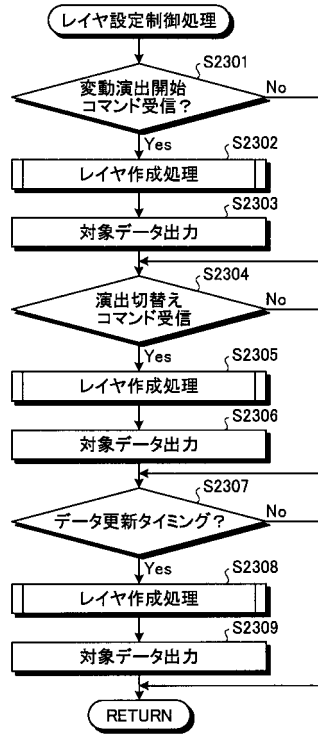 レイヤ設定制御処理
S2301
変動演出開始
コマンド受信?
No
Yes
S2302
レイヤ作成処理
S2303
対象データ出力
S2304
演出切替え
コマンド受信
No
Yes
S2305
レイヤ作成処理
S2306
対象データ出力
S2307
データ更新タイミング?
No
Yes
S2308
レイヤ作成処理
S2309
対象データ出力
RETURN